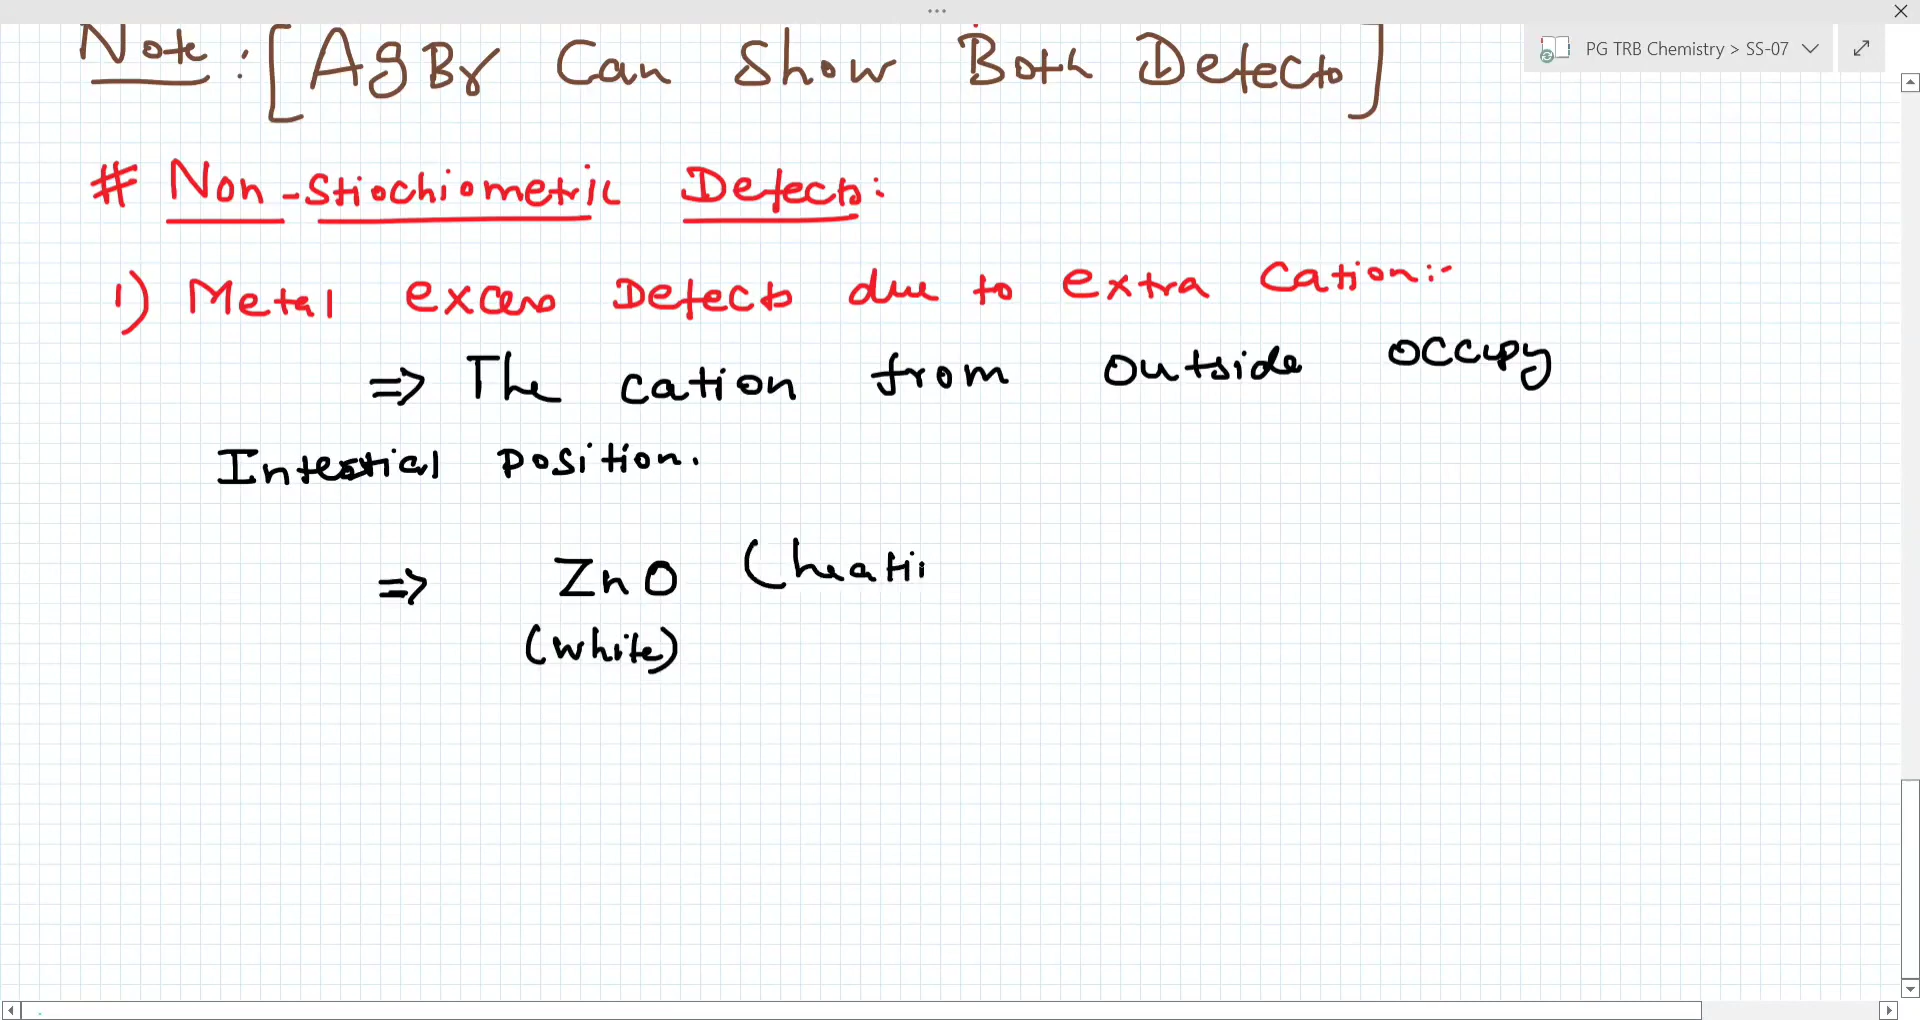 PG TRB Chemistry > SS-07
Note : [AgBr Can Show Both Defects]
# Non-Stiochiometric Defects:
1) Metal excess Defects due to extra Cation:-
=> The cation from outside occupy
Interstial position.
=> ZnO (heati
(white)